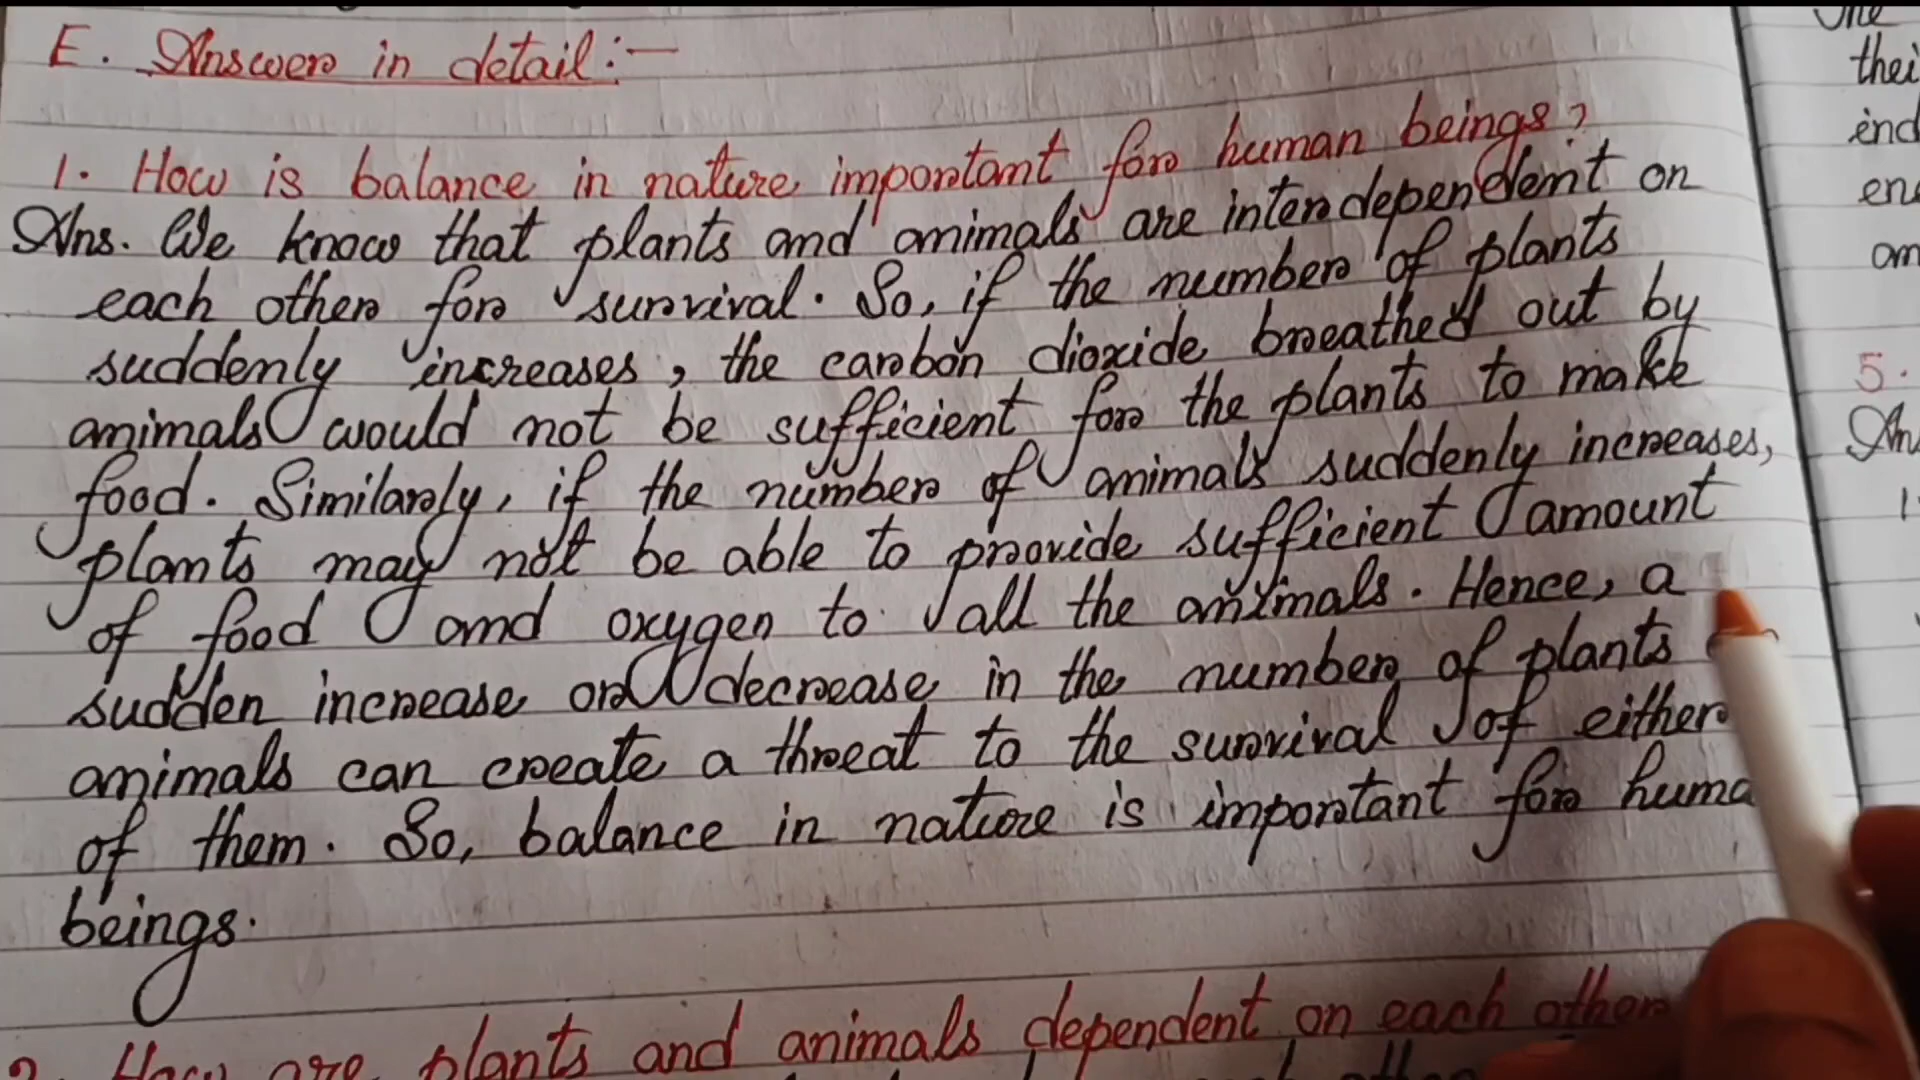 E. Answer in detail:-
1. How is balance in nature important for human beings?
Ans. We know that plants and animals are interdependent on
each other for survival. So, if the number of plants
suddenly increases, the carbon dioxide breathed out by
animals would not be sufficient for the plants to make
food. Similarly, if the number of animals suddenly increases,
plants may not be able to provide sufficient amount
of food and oxygen to all the animals. Hence, a
sudden increase or decrease in the number of plants
animals can create a threat to the survival of either
of them. So, balance in nature is important for huma
beings.
2. How are plants and animals dependent on each other
the
thei
end
am
5.
An
1